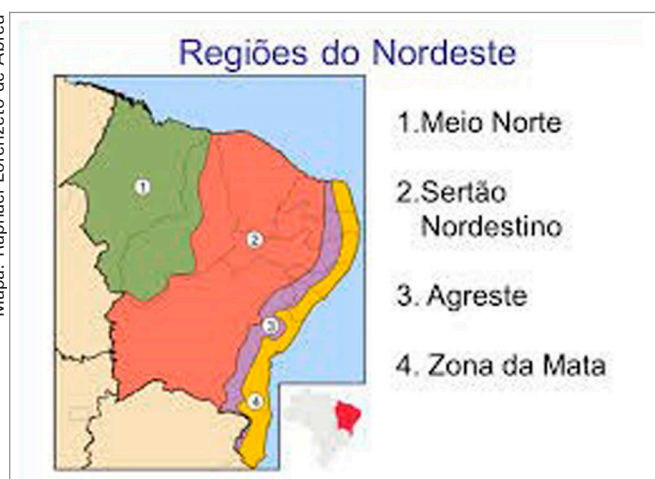 Regiões do Nordeste
1.Meio Norte
2.Sertão
Nordestino
3. Agreste
4. Zona da Mata
1
2
3
4
Mapa: Raphael Lorenzeto de Abreu